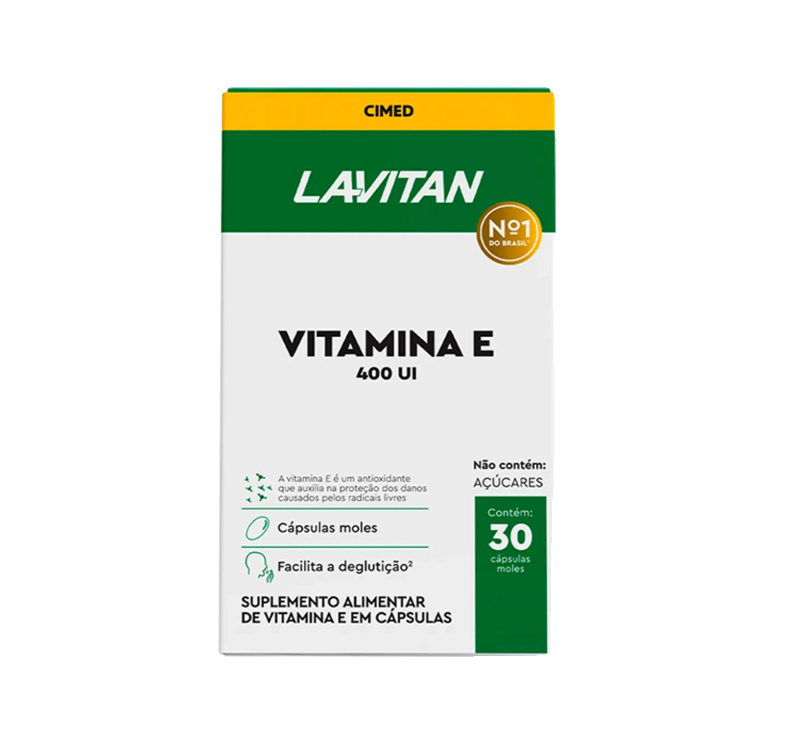 CIMED
LAVITAN
Nº1
DO BRASIL¹
VITAMINA E
400 UI
Não contém:
AÇÚCARES
A vitamina E é um antioxidante
que auxilia na proteção dos danos
causados pelos radicais livres
Contém:
30
cápsulas
moles
Cápsulas moles
Facilita a deglutição²
SUPLEMENTO ALIMENTAR
DE VITAMINA E EM CÁPSULAS